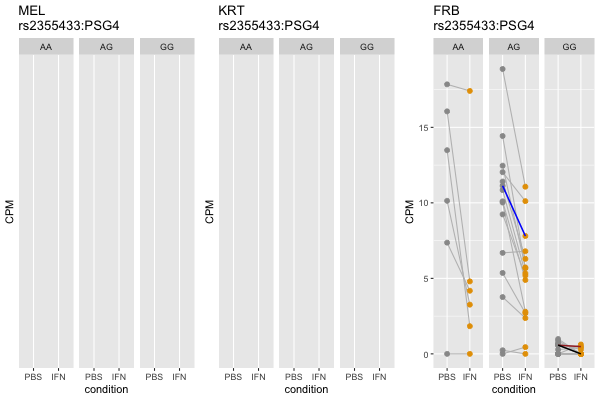 MEL
rs2355433:PSG4
AA AG GG
CPM
PBS IFN PBS IFN PBS IFN
condition
KRT
rs2355433:PSG4
AA AG GG
CPM
PBS IFN PBS IFN PBS IFN
condition
FRB
rs2355433:PSG4
AA AG GG
15
10
5
0
CPM
PBS IFN PBS IFN PBS IFN
condition